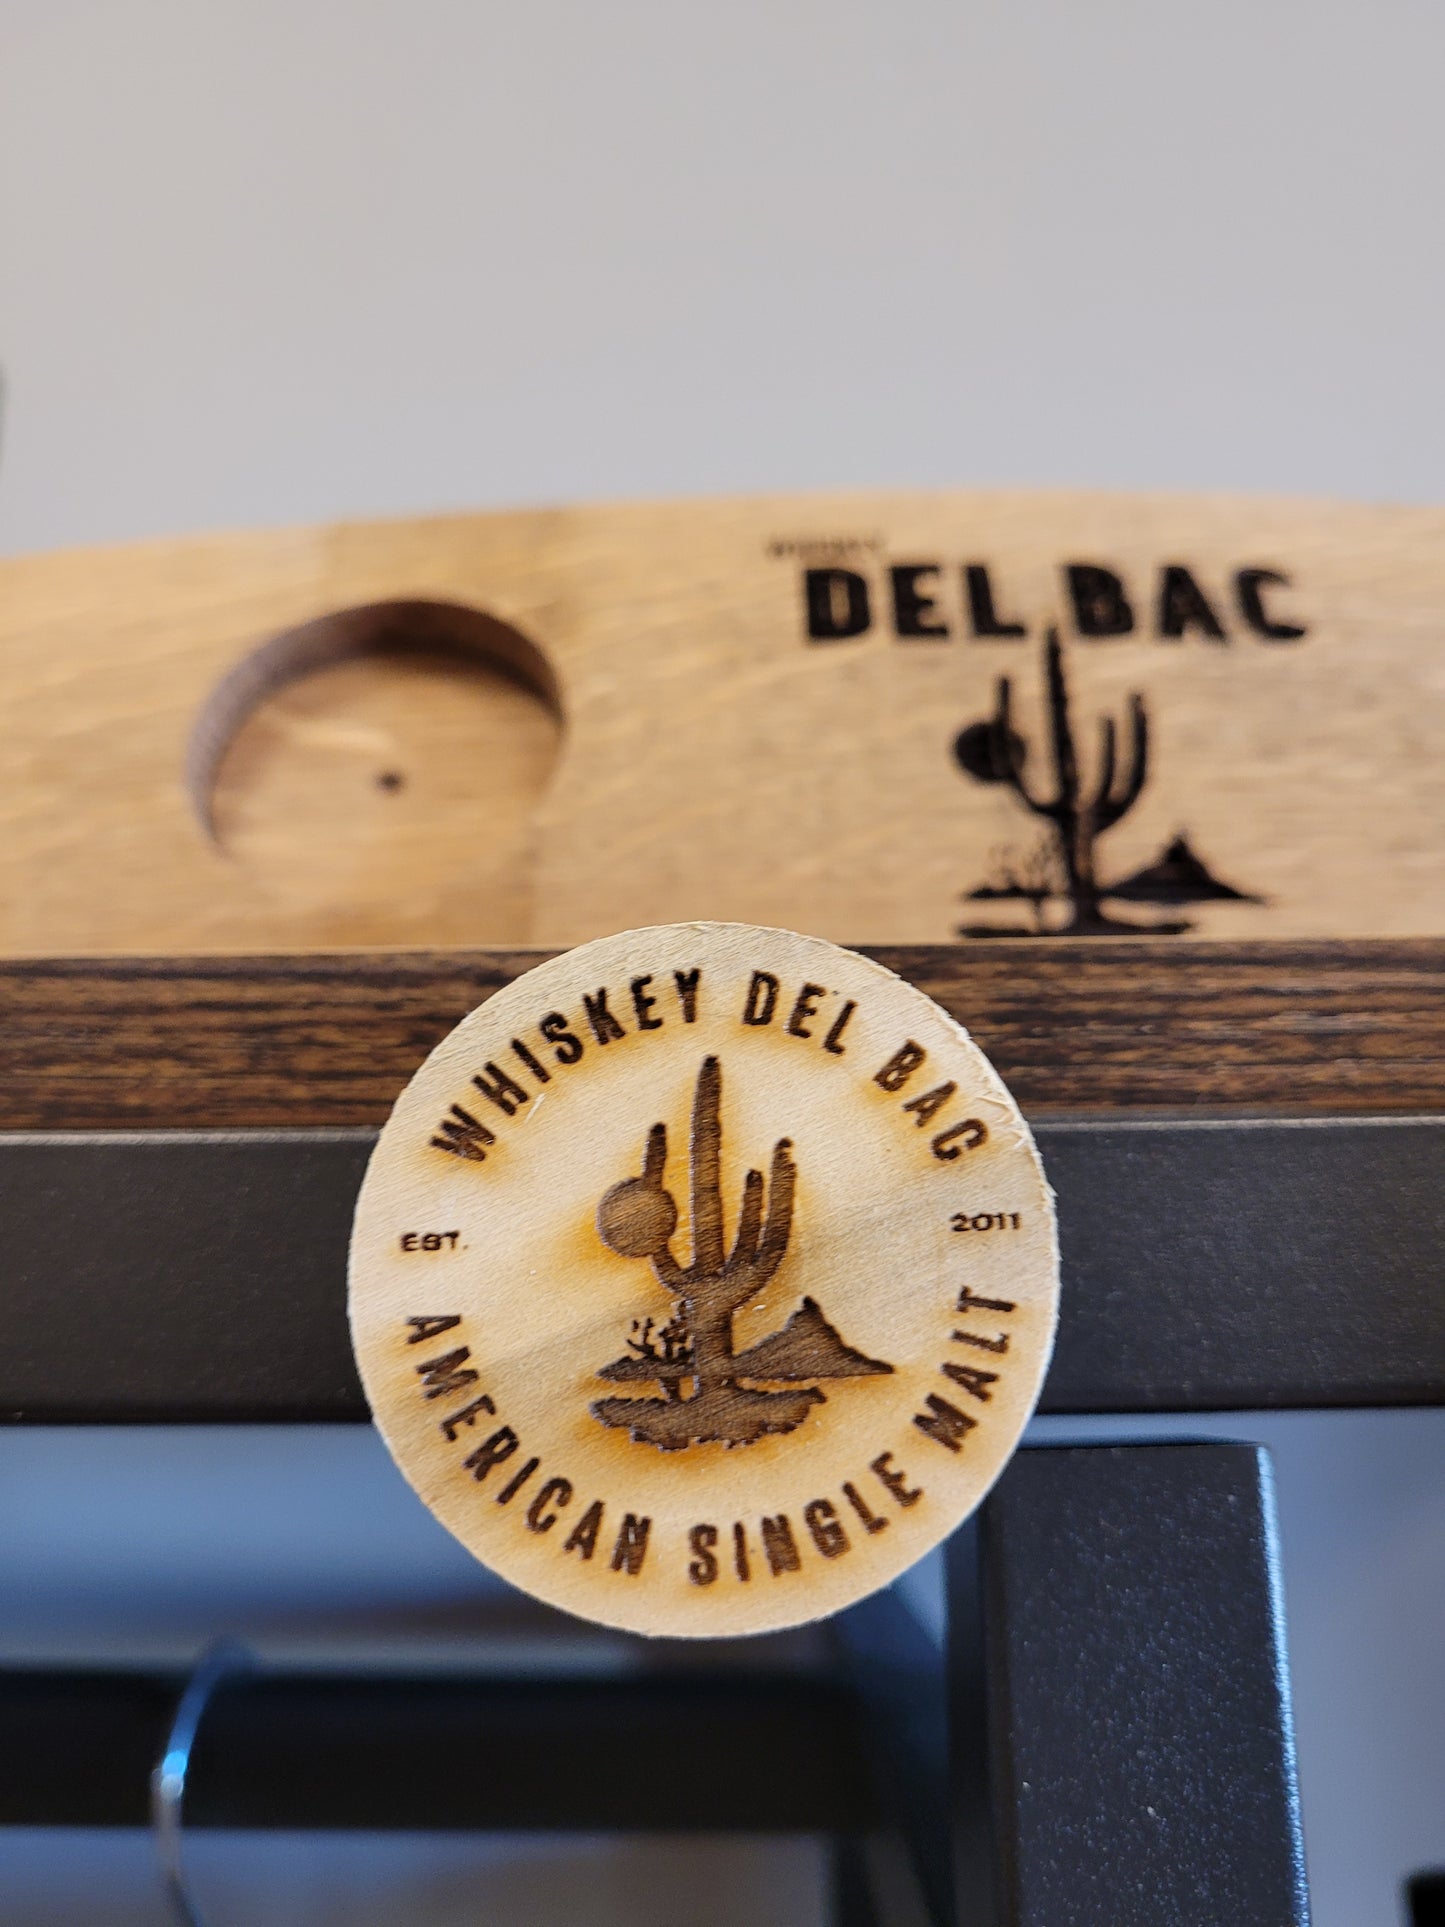 DEL BAC
WHISKEY DEL BAC
EST. 2011
AMERICAN SINGLE MALT